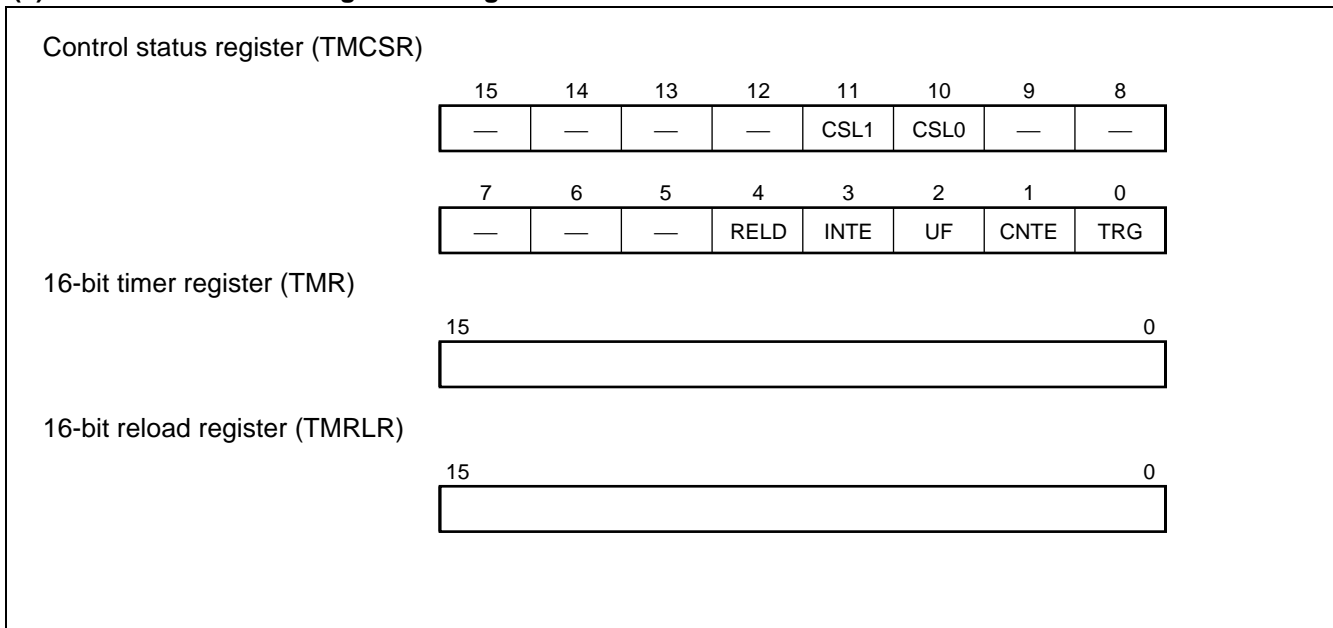 Control status register (TMCSR)
15 14 13 12 11 10 9 8
— — — — CSL1 CSL0 — —
7 6 5 4 3 2 1 0
— — — RELD INTE UF CNTE TRG
16-bit timer register (TMR)
15 0
16-bit reload register (TMRLR)
15 0